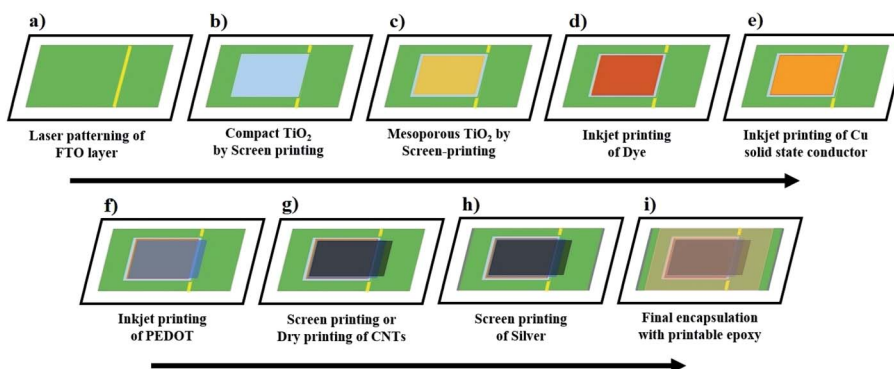 a)
b)
c)
d)
e)
Laser patterning of
FTO layer
Compact TiO₂
by Screen printing
Mesoporous TiO₂ by
Screen-printing
Inkjet printing
of Dye
Inkjet printing of Cu
solid state conductor
f)
g)
h)
i)
Inkjet printing
of PEDOT
Screen printing or
Dry printing of CNTs
Screen printing
of Silver
Final encapsulation
with printable epoxy